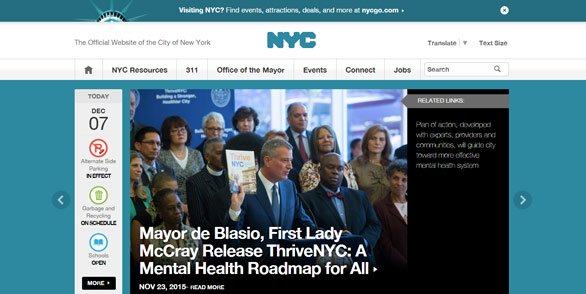 Visiting NYC? Find events, attractions, deals, and more at nycgo.com ›
The Official Website of the City of New York
NYC
Translate ▼ Text Size
NYC Resources 311 Office of the Mayor Events Connect Jobs Search
TODAY
DEC
07
Alternate Side
Parking
IN EFFECT
Garbage and
Recycling
ON SCHEDULE
Schools
OPEN
MORE ›
Thrive
NYC
Mayor de Blasio, First Lady
McCray Release ThriveNYC: A
Mental Health Roadmap for All ›
NOV 23, 2015 - READ MORE
RELATED LINKS:
Plan of action, developed
with experts, providers and
communities, will guide city
toward more effective
mental health system